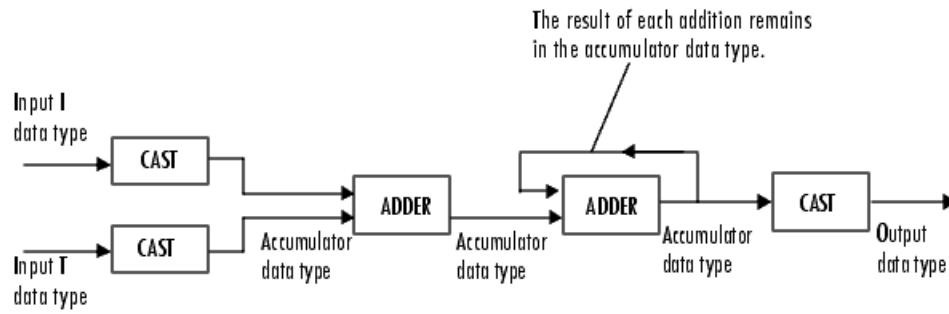 The result of each addition remains
in the accumulator data type.
Input I
data type
CAST
ADDER
ADDER
CAST
CAST
Input T
data type
Accumulator
data type
Accumulator
data type
Accumulator
data type
Output
data type